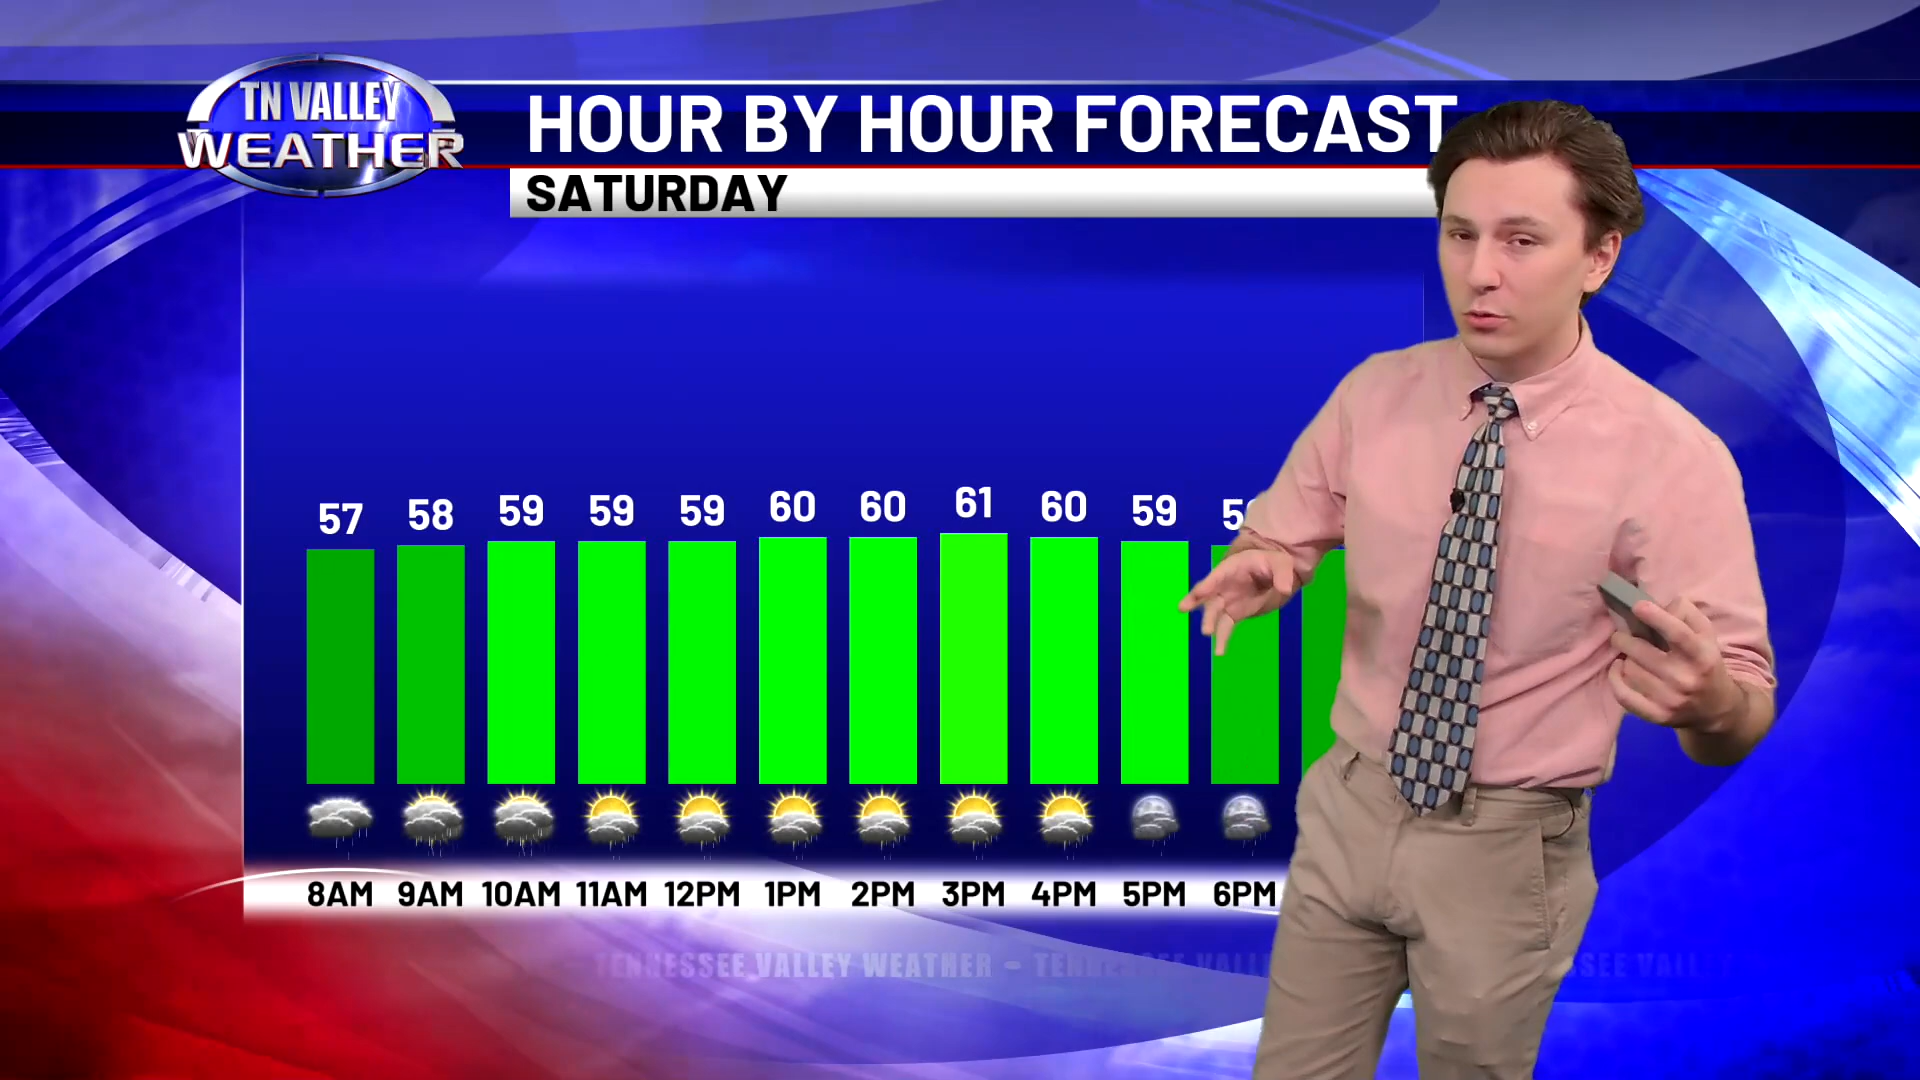 TN VALLEY
WEATHER
HOUR BY HOUR FORECAST
SATURDAY
57 58 59 59 59 60 60 61 60 59
8AM 9AM 10AM 11AM 12PM 1PM 2PM 3PM 4PM 5PM 6PM
TENNESSEE VALLEY WEATHER -